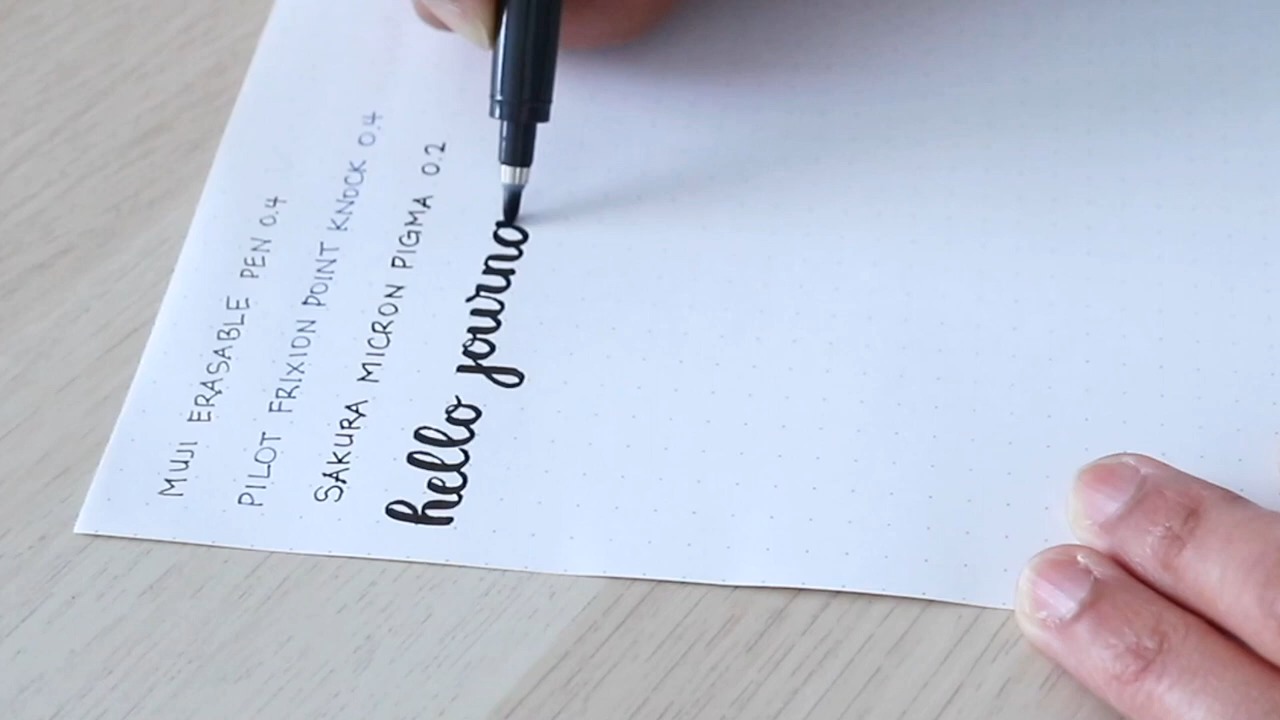 MUJI ERASABLE PEN 0.4
PILOT FRIXION POINT KNOCK 0.4
SAKURA MICRON PIGMA 0.2
hello journa